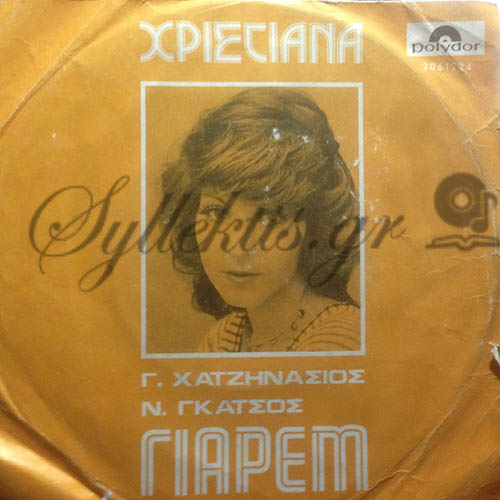 ΧΡΙΣΤΙΑΝΑ
polydor
2061224
Syllektis.gr
Γ. ΧΑΤΖΗΝΑΣΙΟΣ
Ν. ΓΚΑΤΣΟΣ
ΓΙΑΡΕΜ